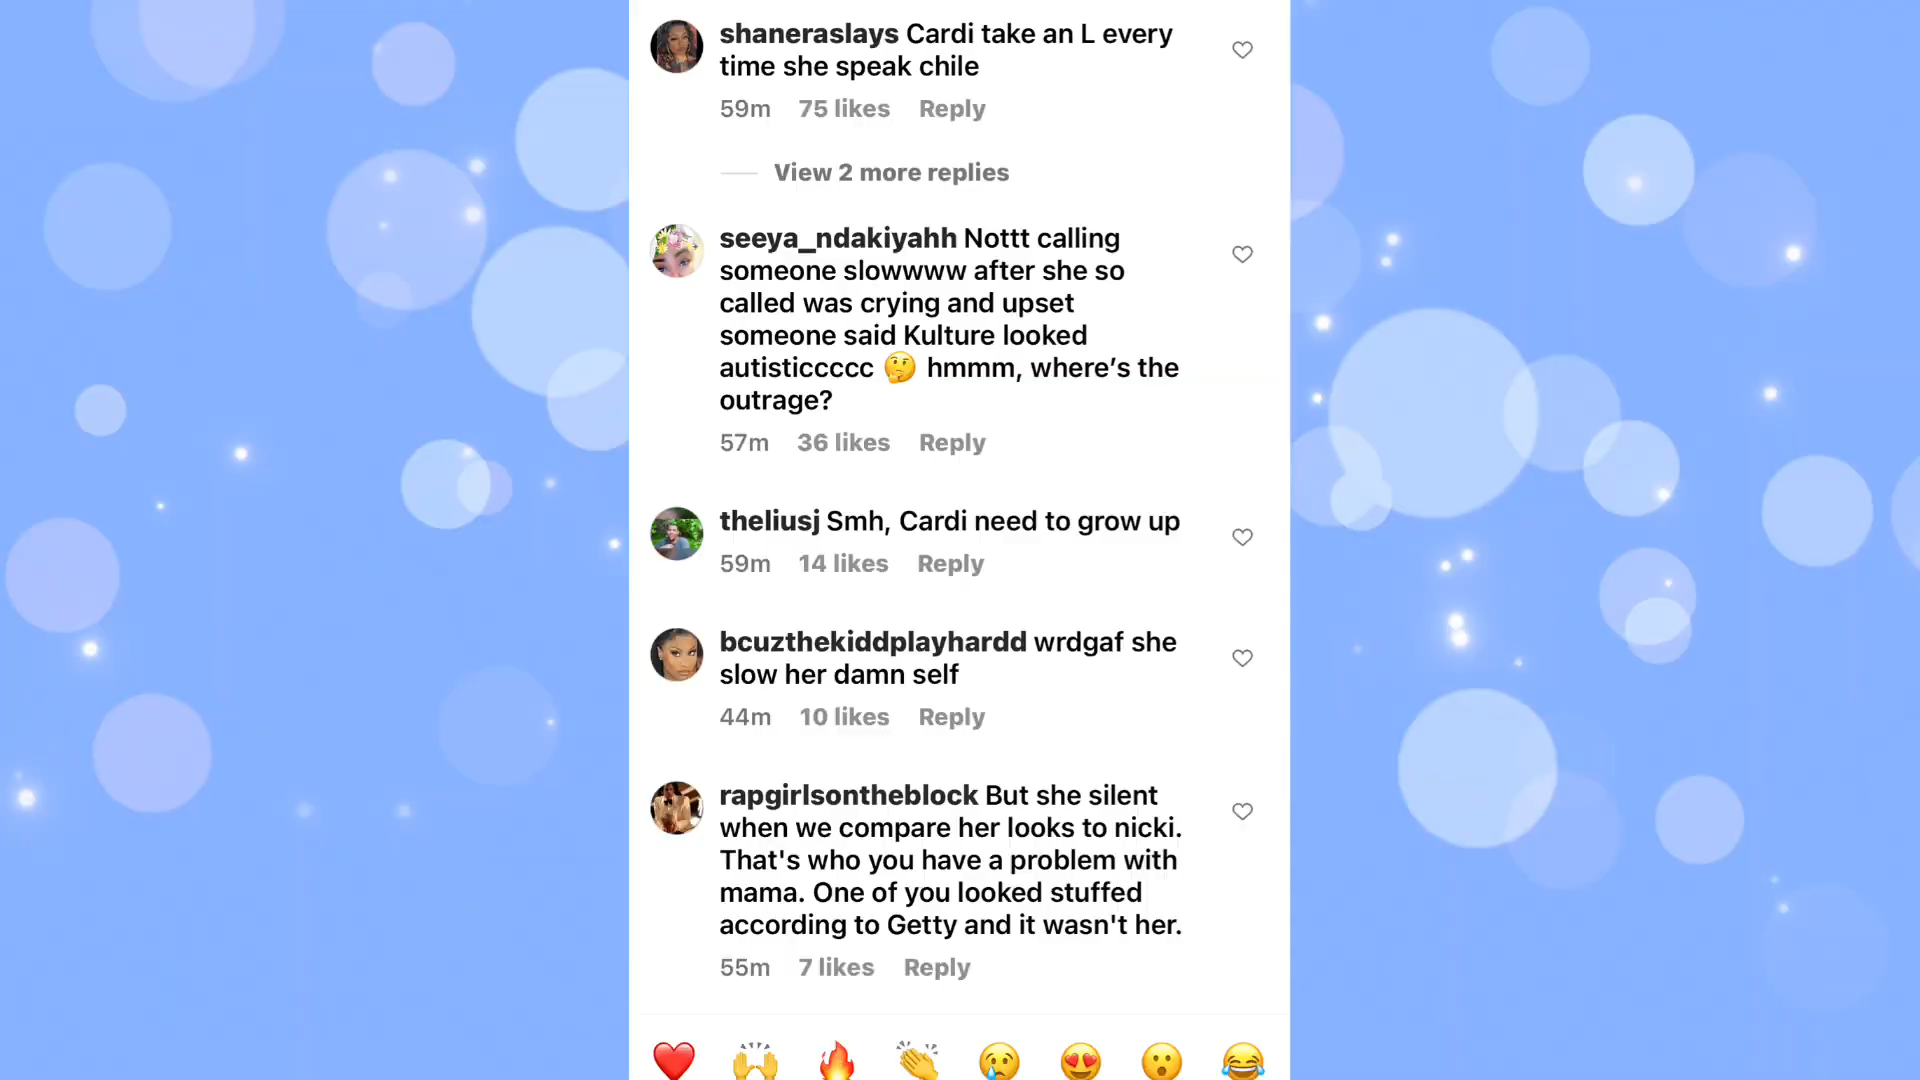 shaneraslays Cardi take an L every
time she speak chile
59m 75 likes Reply
View 2 more replies
seeya_ndakiyahh Nottt calling
someone slowwww after she so
called was crying and upset
someone said Kulture looked
autisticcccc 🤔 hmmm, where’s the
outrage?
57m 36 likes Reply
theliusj Smh, Cardi need to grow up
59m 14 likes Reply
bcuzthekiddplayhardd wrdgaf she
slow her damn self
44m 10 likes Reply
rapgirlsontheblock But she silent
when we compare her looks to nicki.
That's who you have a problem with
mama. One of you looked stuffed
according to Getty and it wasn't her.
55m 7 likes Reply